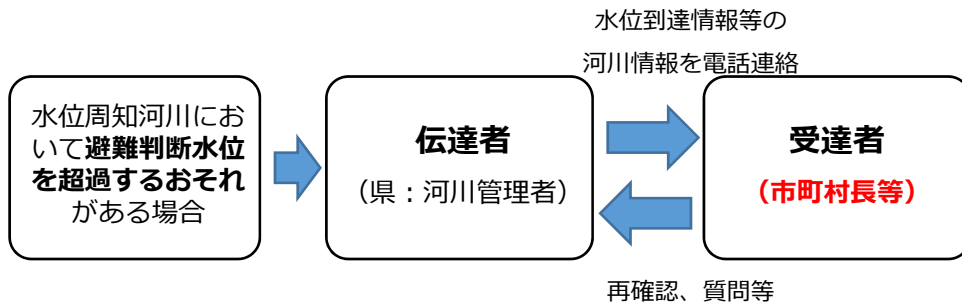 水位到達情報等の
河川情報を電話連絡
水位周知河川にお
いて避難判断水位
を超過するおそれ
がある場合
伝達者
（県：河川管理者）
受達者
（市町村長等）
再確認、質問等